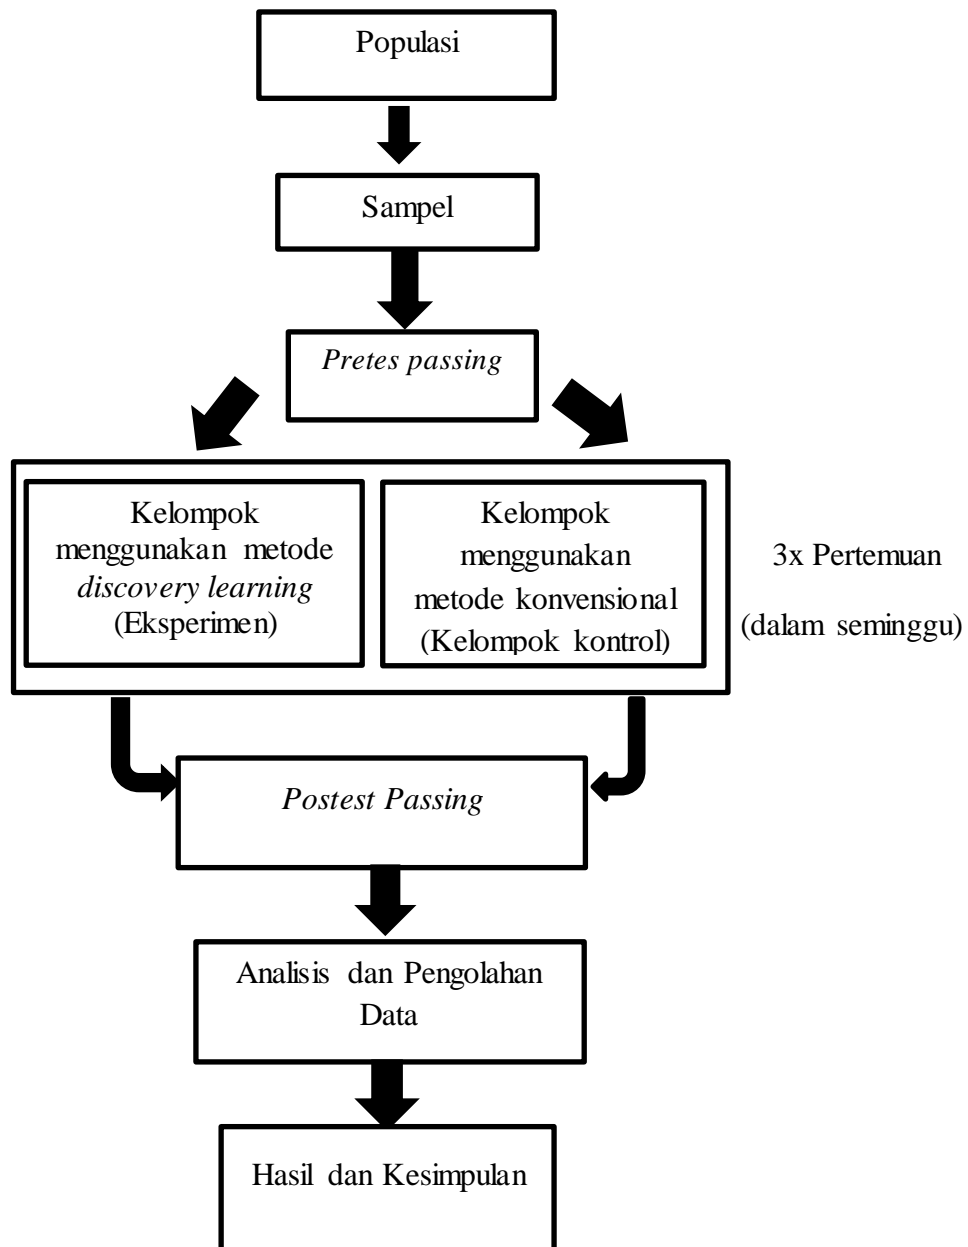 Populasi
Sampel
Pretes passing
Kelompok
menggunakan metode
discovery learning
(Eksperimen)
Kelompok
menggunakan
metode konvensional
(Kelompok kontrol)
3x Pertemuan
(dalam seminggu)
Postest Passing
Analisis dan Pengolahan
Data
Hasil dan Kesimpulan